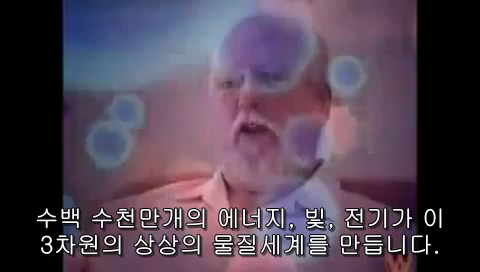 수백 수천만개의 에너지, 빛, 전기가 이
3차원의 상상의 물질세계를 만듭니다.